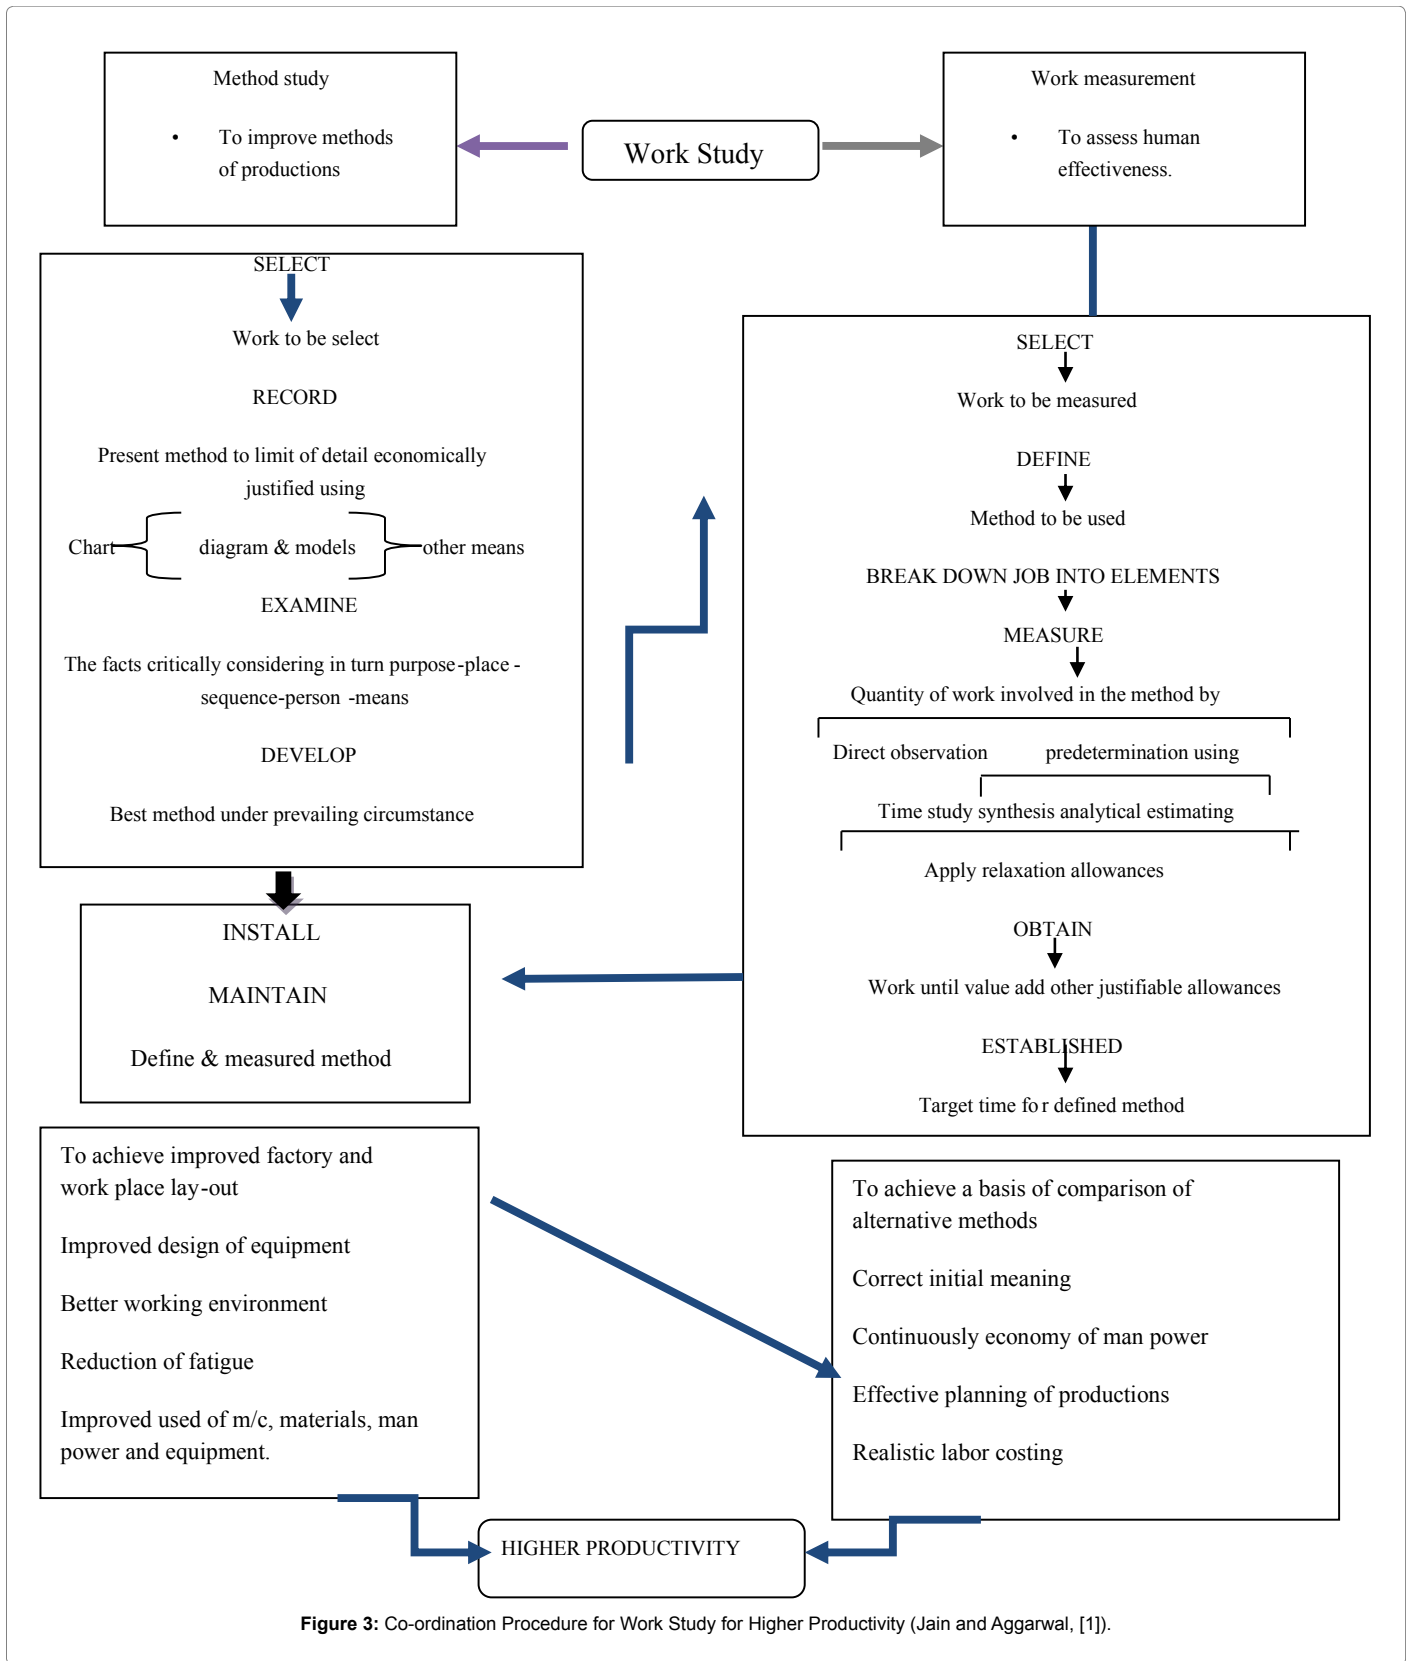 Method study
• To improve methods
of productions
Work Study
Work measurement
• To assess human
effectiveness.
SELECT
Work to be select
RECORD
Present method to limit of detail economically
justified using
Chart diagram & models other means
EXAMINE
The facts critically considering in turn purpose-place -
sequence-person -means
DEVELOP
Best method under prevailing circumstance
SELECT
Work to be measured
DEFINE
Method to be used
BREAK DOWN JOB INTO ELEMENTS
MEASURE
Quantity of work involved in the method by
Direct observation predetermination using
Time study synthesis analytical estimating
Apply relaxation allowances
OBTAIN
Work until value add other justifiable allowances
ESTABLISHED
Target time fo r defined method
INSTALL
MAINTAIN
Define & measured method
To achieve improved factory and
work place lay-out
Improved design of equipment
Better working environment
Reduction of fatigue
Improved used of m/c, materials, man
power and equipment.
To achieve a basis of comparison of
alternative methods
Correct initial meaning
Continuously economy of man power
Effective planning of productions
Realistic labor costing
HIGHER PRODUCTIVITY
Figure 3: Co-ordination Procedure for Work Study for Higher Productivity (Jain and Aggarwal, [1]).